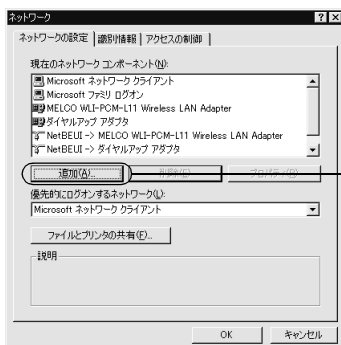 ネットワーク
ネットワークの設定 識別情報 アクセスの制御
現在のネットワーク コンポーネント(N):
Microsoft ネットワーク クライアント
Microsoft ファミリ ログオン
MELCO WLI-PCM-L11 Wireless LAN Adapter
ダイヤルアップ アダプタ
NetBEUI -> MELCO WLI-PCM-L11 Wireless LAN Adapter
NetBEUI -> ダイヤルアップ アダプタ
追加(A)... 削除(E) プロパティ(R)
優先的にログオンするネットワーク(L):
Microsoft ネットワーク クライアント
ファイルとプリンタの共有(F)...
説明
OK キャンセル